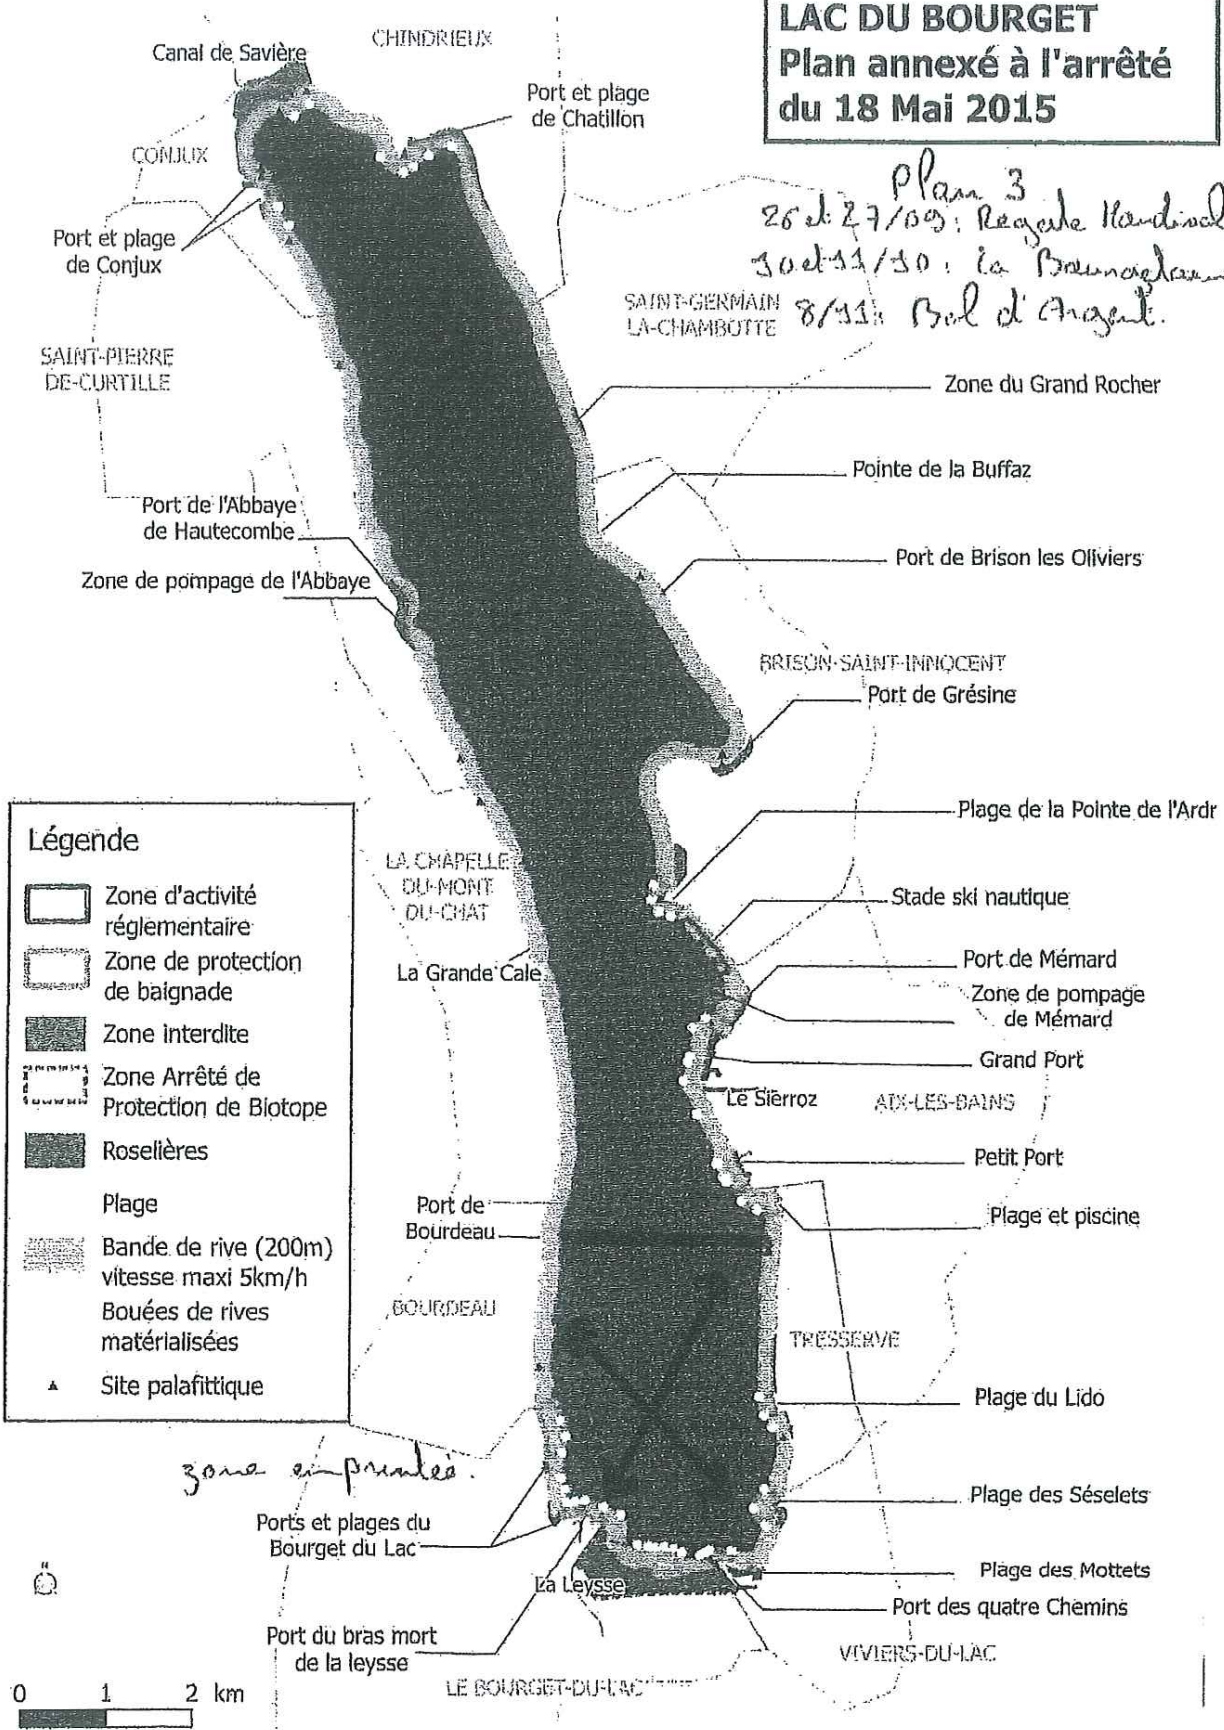 LAC DU BOURGET
Plan annexé à l'arrêté
du 18 Mai 2015
Canal de Savière
CHINDRIEUX
Port et plage
de Chatillon
CONJUX
Plan 3
26 et 27/09: Regate
10 et 11/10: la
8/11: Bol d'Argent.
Port et plage
de Conjux
SAINT-GERMAIN
LA-CHAMBOTTE
SAINT-PIERRE
DE-CURTILLE
Zone du Grand Rocher
Pointe de la Buffaz
Port de l'Abbaye
de Hautecombe
Port de Brison les Oliviers
Zone de pompage de l'Abbaye
BRISON-SAINT-INNOCENT
Port de Grésine
Plage de la Pointe de l'Ardr
Légende
Zone d'activité
réglementaire
Zone de protection
de baignade
Zone interdite
Zone Arrêté de
Protection de Biotope
Roselières
Plage
Bande de rive (200m)
vitesse maxi 5km/h
Bouées de rives
matérialisées
Site palafittique
LA CHAPELLE
DU-MONT
DU-CHAT
Stade ski nautique
La Grande Cale
Port de Mémard
Zone de pompage
de Mémard
Grand Port
Le Sierroz
AIX-LES-BAINS
Petit Port
Port de
Bourdeau
Plage et piscine
BOURDEAU
TRESSERVE
Plage du Lido
zone empruntée.
Plage des Séselets
Ports et plages du
Bourget du Lac
La Leysse
Plage des Mottets
Port des quatre Chemins
Port du bras mort
de la leysse
VIVIERS-DU-LAC
LE BOURGET-DU-LAC
0 1 2 km